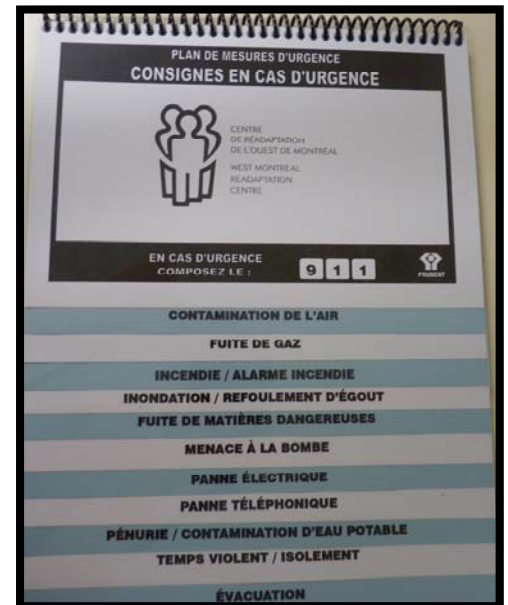 PLAN DE MESURES D'URGENCE
CONSIGNES EN CAS D'URGENCE
CENTRE
DE RÉADAPTATION
DE L'OUEST DE MONTRÉAL
WEST MONTREAL
READAPTATION
CENTRE
EN CAS D'URGENCE
COMPOSEZ LE :
9 1 1
PRUDENT
CONTAMINATION DE L'AIR
FUITE DE GAZ
INCENDIE / ALARME INCENDIE
INONDATION / REFOULEMENT D'ÉGOUT
FUITE DE MATIÈRES DANGEREUSES
MENACE À LA BOMBE
PANNE ÉLECTRIQUE
PANNE TÉLÉPHONIQUE
PÉNURIE / CONTAMINATION D'EAU POTABLE
TEMPS VIOLENT / ISOLEMENT
ÉVACUATION